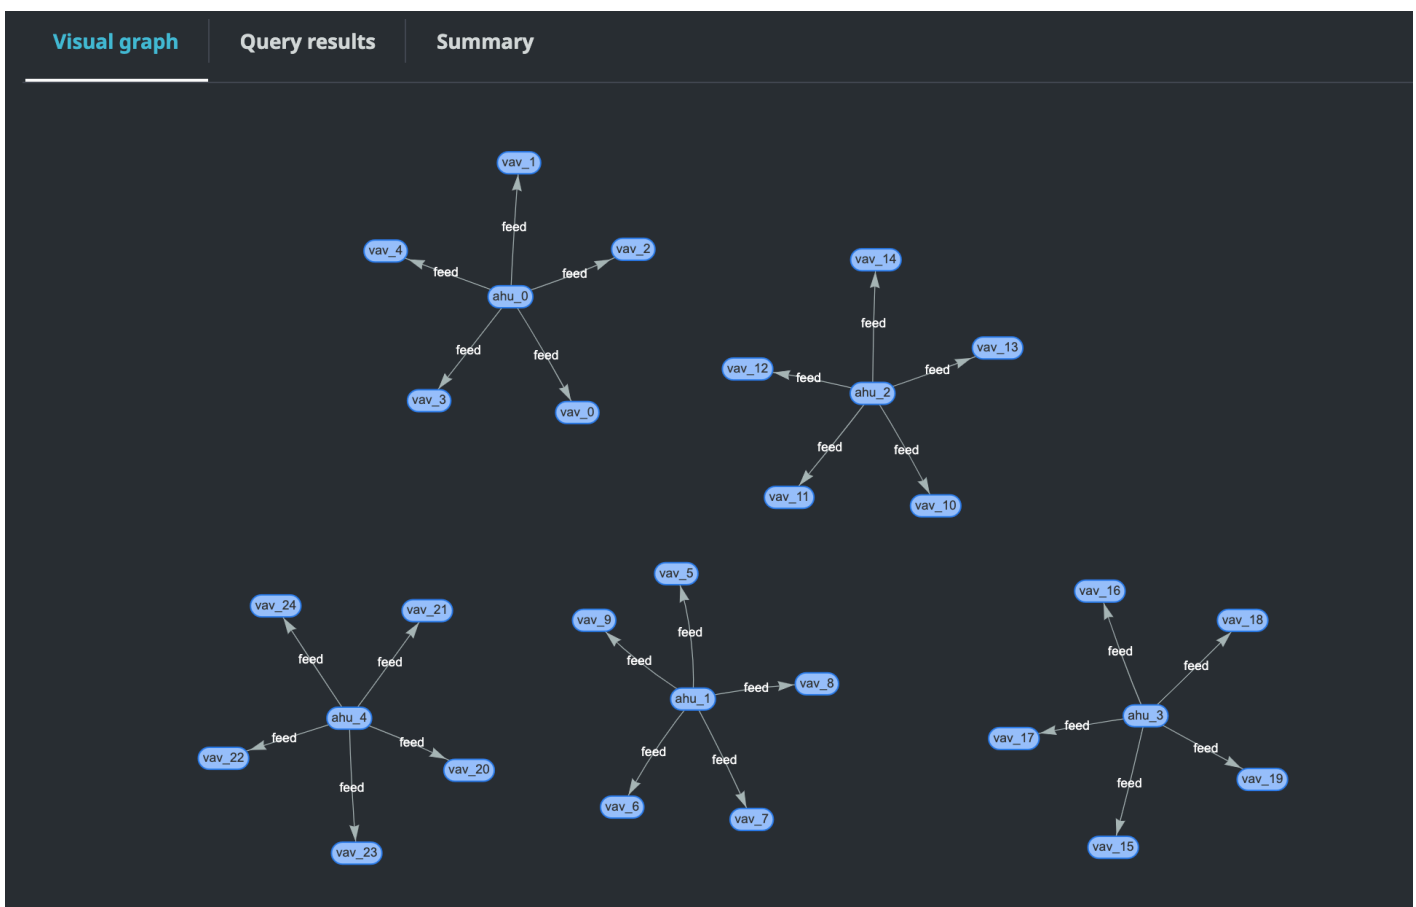 Visual graph
Query results
Summary
vav_1
feed
vav_4
vav_2
feed
feed
ahu_0
feed
feed
vav_3
vav_0
vav_14
feed
vav_13
vav_12
feed
feed
ahu_2
feed
feed
vav_11
vav_10
vav_24
vav_21
feed
feed
ahu_4
feed
feed
vav_22
vav_20
feed
vav_23
vav_5
vav_9
feed
feed
vav_8
feed
ahu_1
feed
feed
vav_6
vav_7
vav_16
vav_18
feed
feed
ahu_3
feed
vav_17
feed
vav_19
feed
vav_15